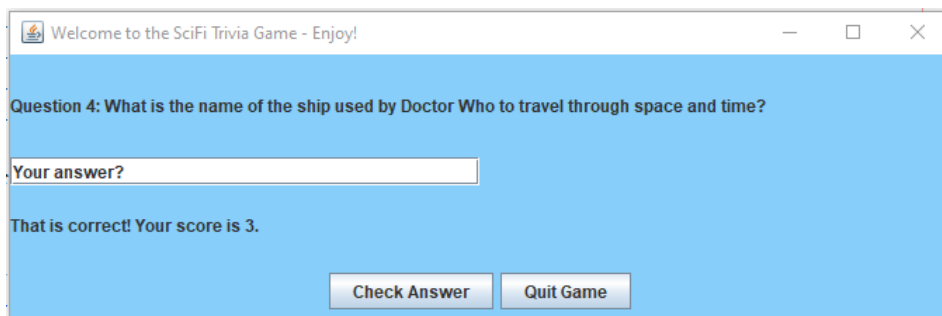 Welcome to the SciFi Trivia Game - Enjoy!
Question 4: What is the name of the ship used by Doctor Who to travel through space and time?
Your answer?
That is correct! Your score is 3.
Check Answer Quit Game